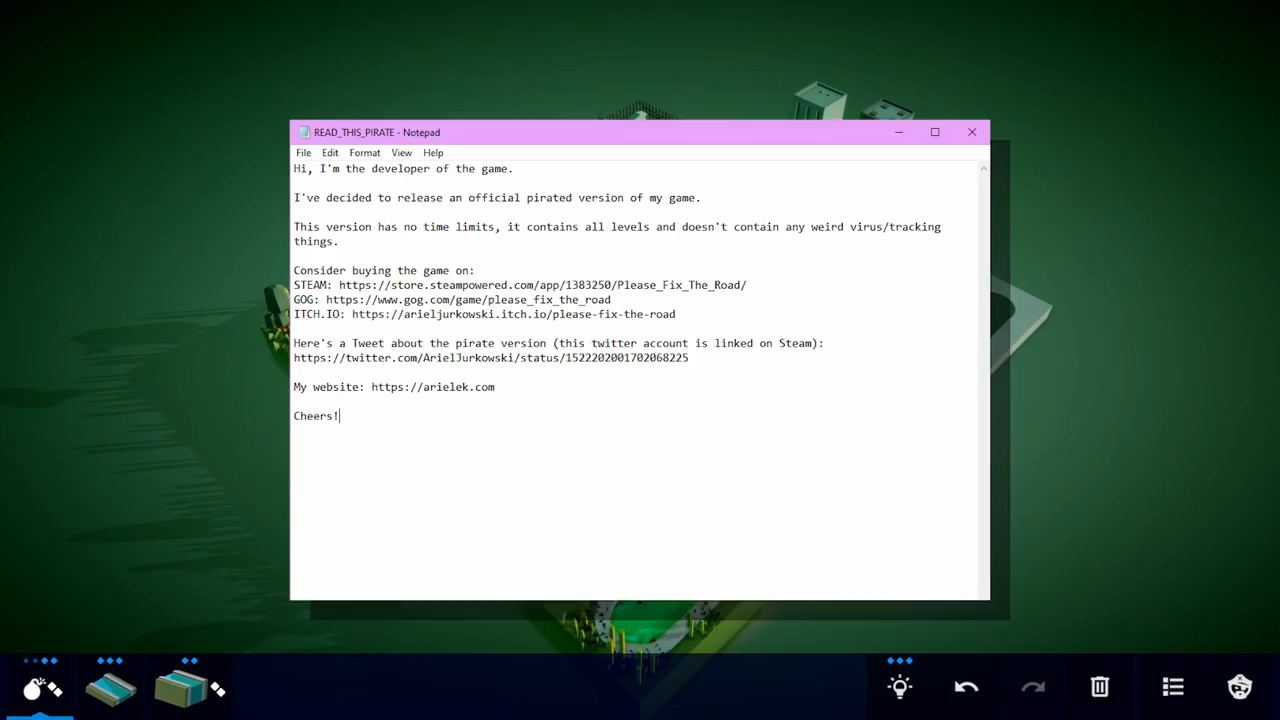 READ_THIS_PIRATE - Notepad
File Edit Format View Help
Hi, I'm the developer of the game.
I've decided to release an official pirated version of my game.
This version has no time limits, it contains all levels and doesn't contain any weird virus/tracking
things.
Consider buying the game on:
STEAM: https://store.steampowered.com/app/1383250/Please_Fix_The_Road/
GOG: https://www.gog.com/game/please_fix_the_road
ITCH.IO: https://arieljurkowski.itch.io/please-fix-the-road
Here's a Tweet about the pirate version (this twitter account is linked on Steam):
https://twitter.com/ArielJurkowski/status/1522202001702068225
My website: https://arielek.com
Cheers!